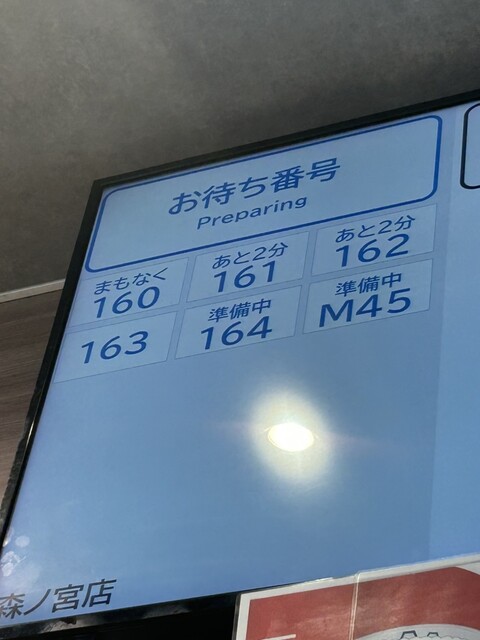 お待ち番号
Preparing
まもなく
160
あと2分
161
あと2分
162
163
準備中
164
準備中
M45
森ノ宮店